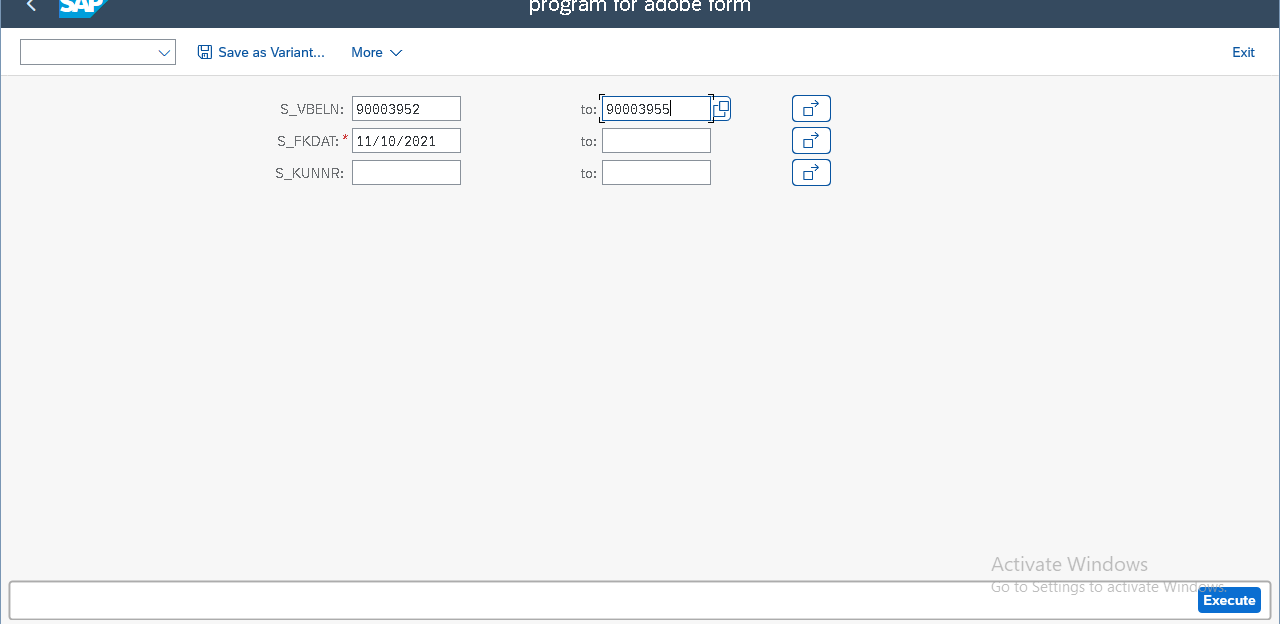 SAP
program for adobe form
Save as Variant...
More
Exit
S_VBELN: 90003952 to: 90003955
S_FKDAT: * 11/10/2021 to:
S_KUNNR: to:
Activate Windows
Go to Settings to activate Windows.
Execute